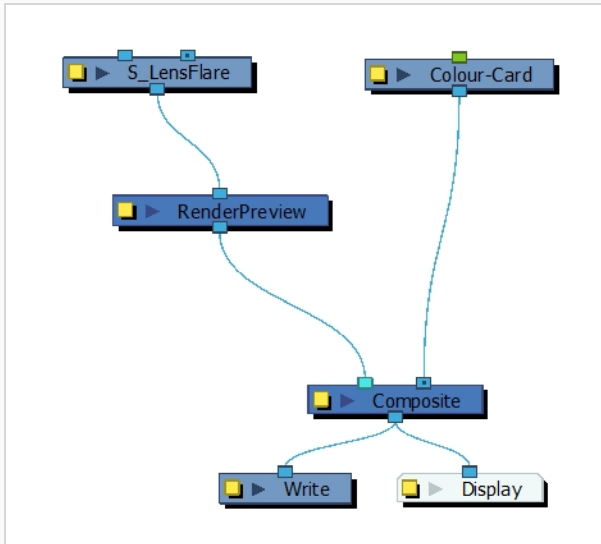 S_LensFlare
Colour-Card
RenderPreview
Composite
Write
Display